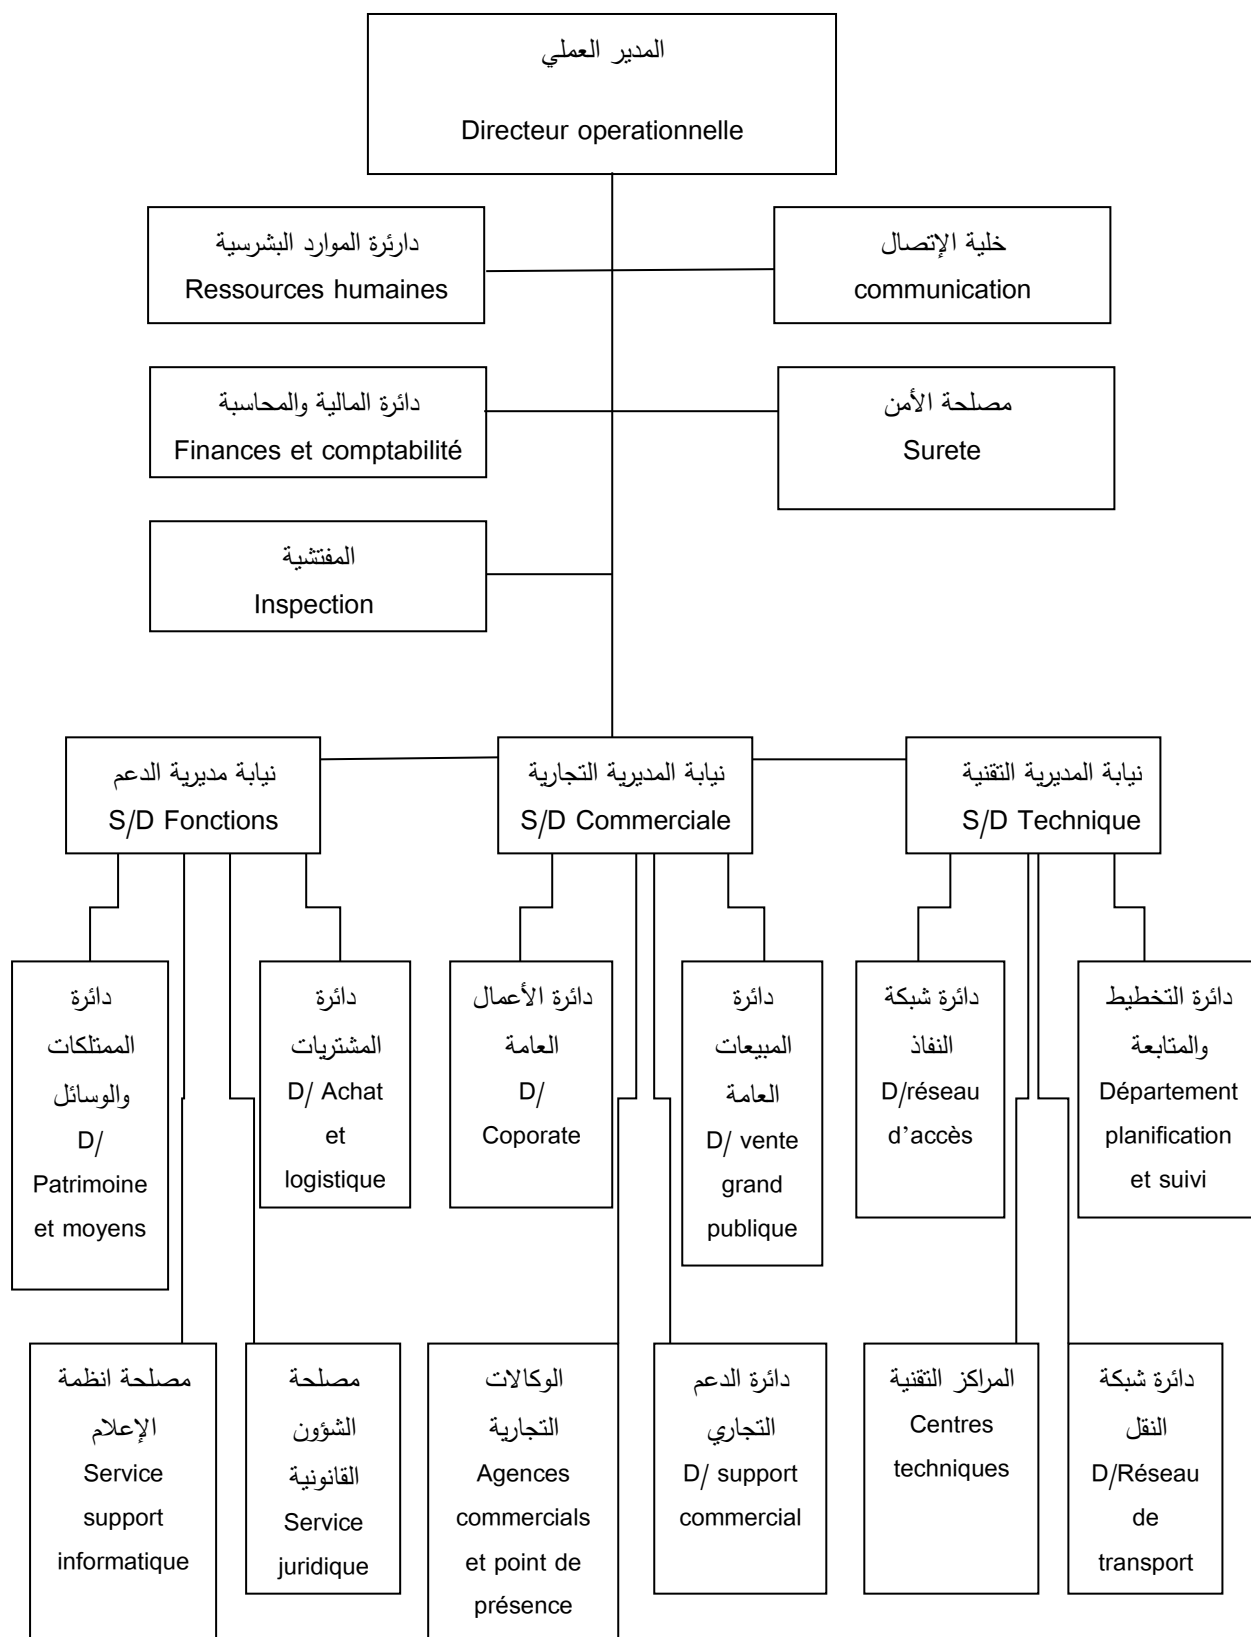 المدير العملي
Directeur operationnelle
دارئرة الموارد البشرسية
Ressources humaines
خلية الإتصال
communication
دائرة المالية والمحاسبة
Finances et comptabilité
مصلحة الأمن
Surete
المفتشية
Inspection
نيابة مديرية الدعم
S/D Fonctions
نيابة المديرية التجارية
S/D Commerciale
نيابة المديرية التقنية
S/D Technique
دائرة
الممتلكات
والوسائل
D/
Patrimoine
et moyens
دائرة
المشتريات
D/ Achat
et
logistique
دائرة الأعمال
العامة
D/
Coporate
دائرة
المبيعات
العامة
D/ vente
grand
publique
دائرة شبكة
النفاذ
D/réseau
d’accès
دائرة التخطيط
والمتابعة
Département
planification
et suivi
مصلحة انظمة
الإعلام
Service
support
informatique
مصلحة
الشؤون
القانونية
Service
juridique
الوكالات
التجارية
Agences
commercials
et point de
présence
دائرة الدعم
التجاري
D/ support
commercial
المراكز التقنية
Centres
techniques
دائرة شبكة
النقل
D/Réseau
de
transport